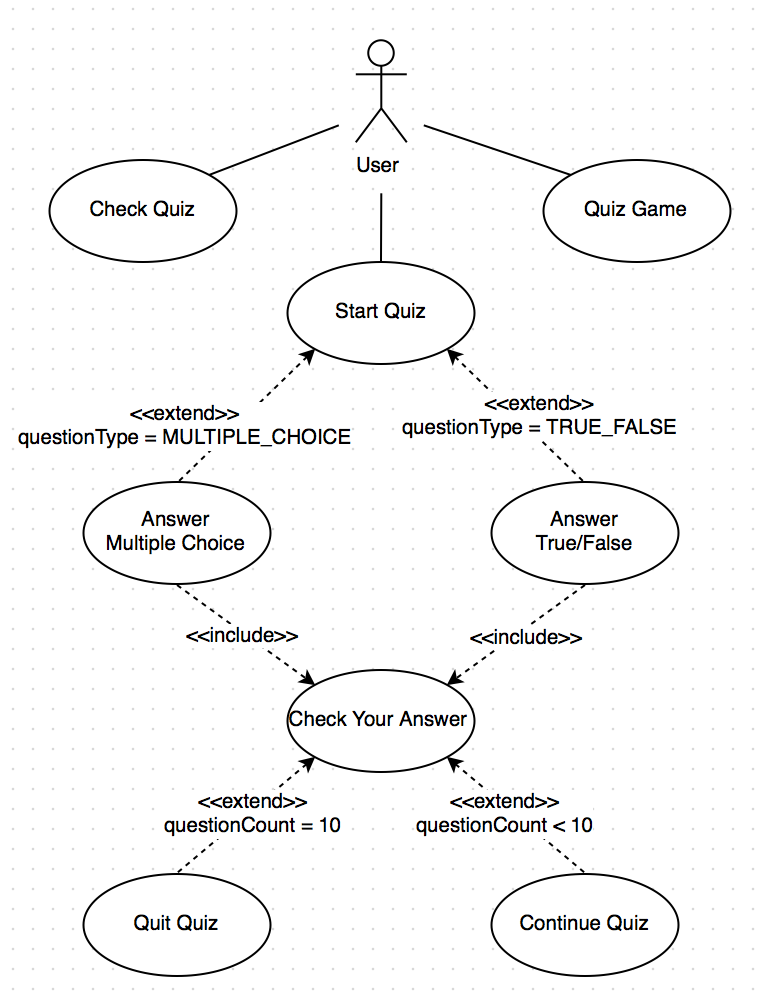 User
Check Quiz
Quiz Game
Start Quiz
<<extend>>
questionType = MULTIPLE_CHOICE
<<extend>>
questionType = TRUE_FALSE
Answer
Multiple Choice
Answer
True/False
<<include>>
<<include>>
Check Your Answer
<<extend>>
questionCount = 10
<<extend>>
questionCount < 10
Quit Quiz
Continue Quiz